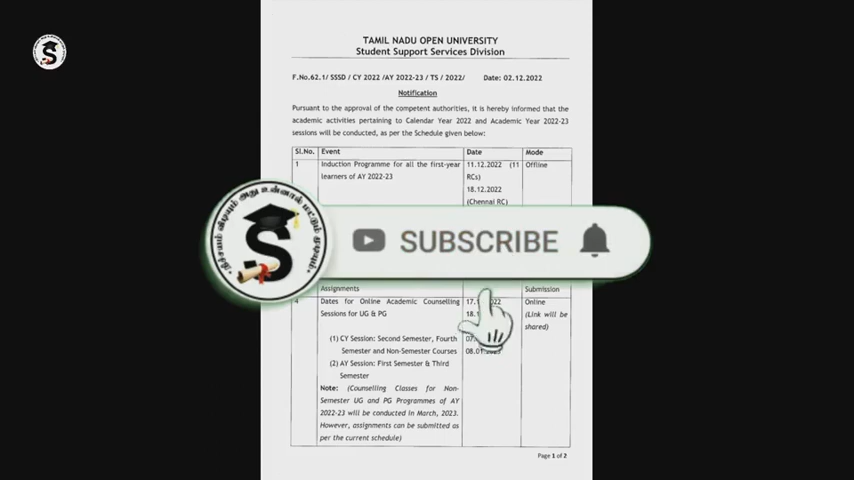 TAMIL NADU OPEN UNIVERSITY
Student Support Services Division
F.No.62.1/ SSSD / CY 2022 /AY 2022-23 / TS / 2022/ Date: 02.12.2022
Notification
Pursuant to the approval of the competent authorities, it is hereby informed that the
academic activities pertaining to Calendar Year 2022 and Academic Year 2022-23
sessions will be conducted, as per the Schedule given below:
Sl.No. Event Date Mode
1 Induction Programme for all the first-year 11.12.2022 (11 Offline
learners of AY 2022-23 RCs)
18.12.2022
(Chennai RC)
S
SUBSCRIBE
Assignments Submission
4 Dates for Online Academic Counselling Online
Sessions for UG & PG (Link will be
shared)
(1) CY Session: Second Semester, Fourth
Semester and Non-Semester Courses
(2) AY Session: First Semester & Third
Semester
Note: (Counselling Classes for Non-
Semester UG and PG Programmes of AY
2022-23 will be conducted in March, 2023.
However, assignments can be submitted as
per the current schedule)
Page 1 of 2